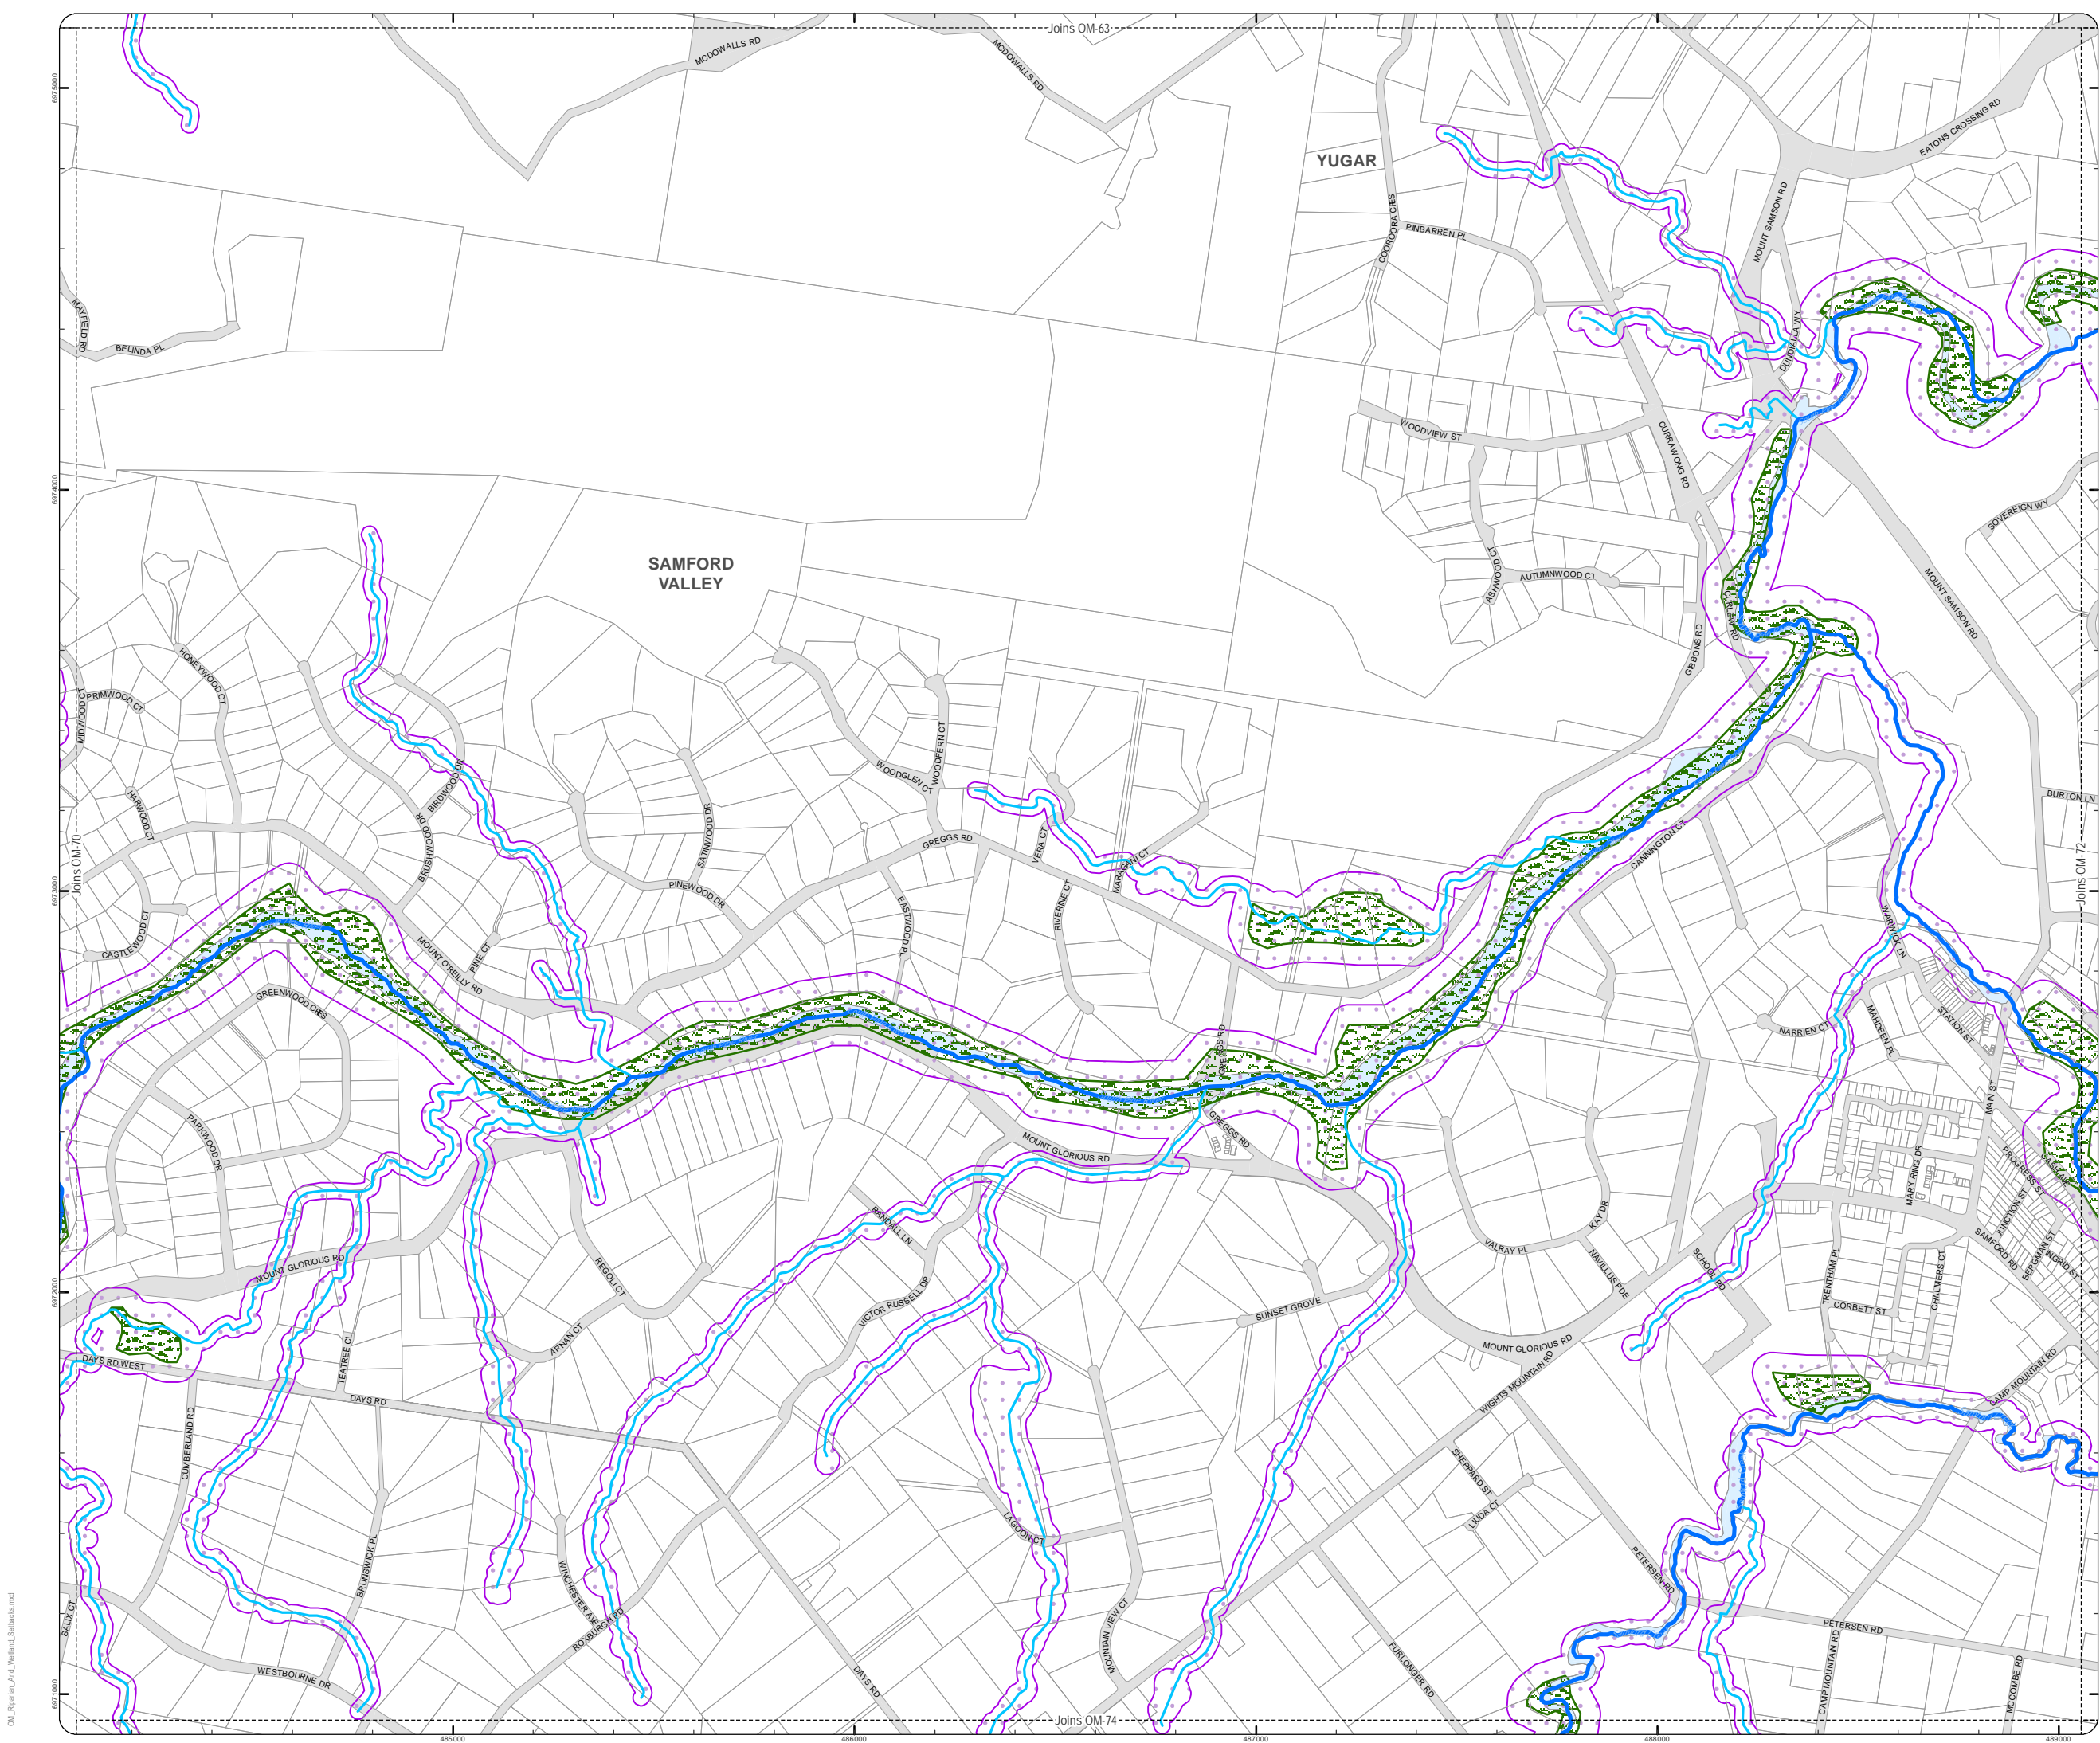 Joins OM-63
MCDOWALLS RD
MCDOWALLS RD
6975000
EATONS CROSSING RD
YUGAR
COOROORA CRES
PINBARREN PL
MOUNT SAMSON RD
MAYFIELD RD
BELINDA PL
DUNDIALLA WY
WOODVIEW ST
CURRAWONG RD
6974000
SOVEREIGN WY
SAMFORD
VALLEY
ASHWOOD CT
AUTUMNWOOD CT
CURLEW RD
MOUNT SAMSON RD
GIBBONS RD
HONEYWOOD CT
PRIMWOOD CT
MIDWOOD CT
WOODFERN CT
WOODGLEN CT
BIRDWOOD DR
HARWOOD CT
BRUSHWOOD DR
SATINWOOD DR
GREGGS RD
VERA CT
MARAGANI CT
CANNINGTON CT
BURTON LN
Joins OM-70
Joins OM-72
6973000
PINEWOOD DR
EASTWOOD PL
RIVERINE CT
CASTLEWOOD CT
MOUNT O'REILLY RD
PINE CT
WARWICK LN
GREENWOOD CRES
MAHDEN PL
STATION ST
NARRIEN CT
GREGGS RD
MAIN ST
PARKWOOD DR
GREGGS RD
MOUNT GLORIOUS RD
MARY RING DR
PROGRESS ST
OAKS LANE
JUNCTION ST
RANDALL LN
KAY DR
VALRAY PL
NAVILLUS PDE
SCHOOL RD
SAMFORD RD
BERGMAN ST
INGRID ST
MOUNT GLORIOUS RD
REGOLI CT
TRENTHAM PL
CHALMERS CT
CORBETT ST
6972000
VICTOR RUSSELL DR
SUNSET GROVE
ARNAN CT
MOUNT GLORIOUS RD
DAYS RD WEST
TEATREE CL
DAYS RD
WIGHTS MOUNTAIN RD
CAMP MOUNTAIN RD
CUMBERLAND RD
SHEPPARD ST
LIUDA CT
LAGOON CT
BRUNSWICK PL
WINCHESTER AVE
ROXBURGH RD
PETERSEN RD
PETERSEN RD
SALIX CT
WESTBOURNE DR
DAYS RD
MOUNTAIN VIEW CT
FURLONGER RD
CAMP MOUNTAIN RD
MCCOMBE RD
6971000
Joins OM-74
485000
486000
487000
488000
489000
OM_Riparian_And_Wetland_Setbacks.mxd